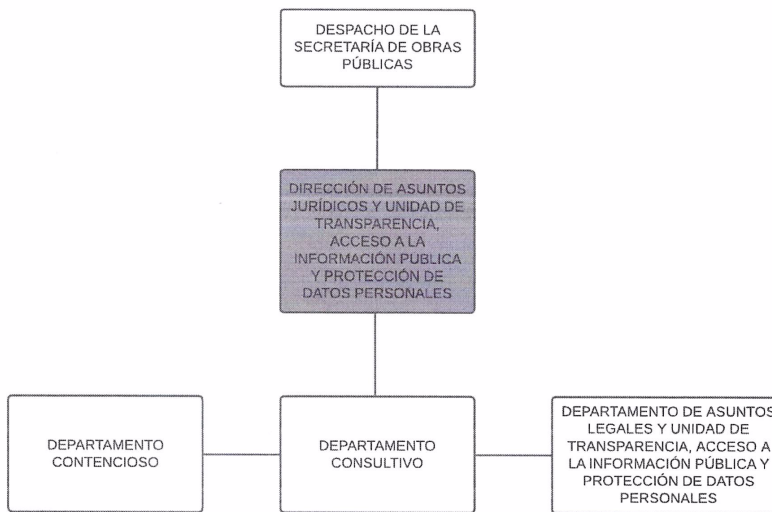 DESPACHO DE LA
SECRETARÍA DE OBRAS
PÚBLICAS
DIRECCIÓN DE ASUNTOS
JURÍDICOS Y UNIDAD DE
TRANSPARENCIA,
ACCESO A LA
INFORMACIÓN PUBLICA
Y PROTECCIÓN DE
DATOS PERSONALES
DEPARTAMENTO
CONTENCIOSO
DEPARTAMENTO
CONSULTIVO
DEPARTAMENTO DE ASUNTOS
LEGALES Y UNIDAD DE
TRANSPARENCIA, ACCESO A
LA INFORMACIÓN PÚBLICA Y
PROTECCIÓN DE DATOS
PERSONALES